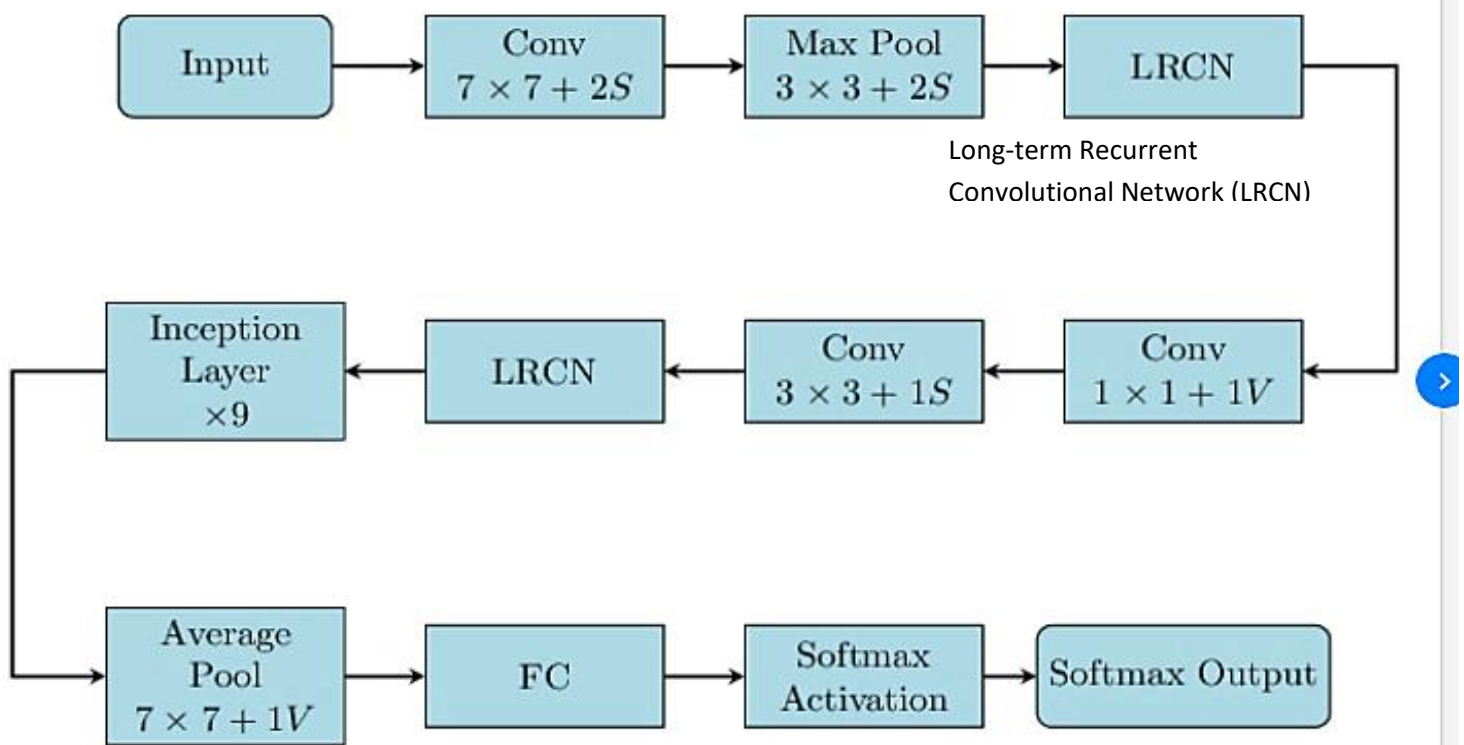 Input
Conv
7 × 7 + 2S
Max Pool
3 × 3 + 2S
LRCN
Long-term Recurrent
Convolutional Network (LRCN)
Conv
1 × 1 + 1V
Conv
3 × 3 + 1S
LRCN
Inception
Layer
×9
Average
Pool
7 × 7 + 1V
FC
Softmax
Activation
Softmax Output